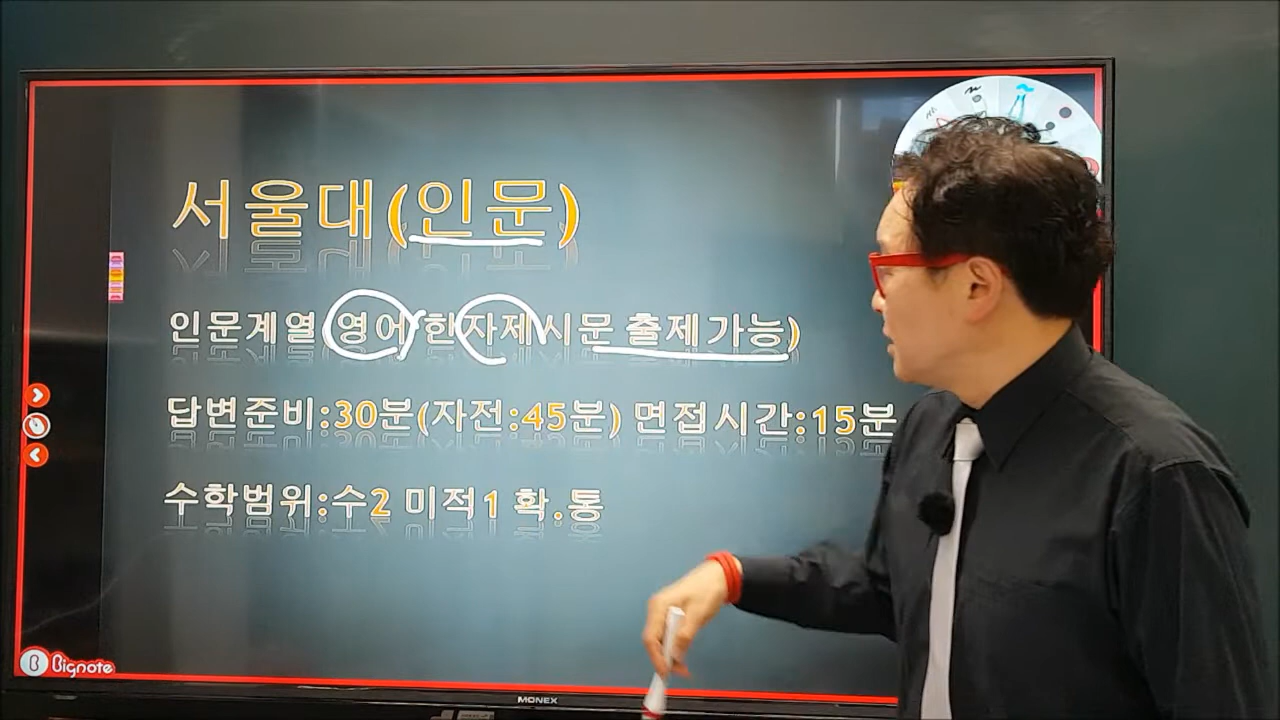 서울대(인문)
인문계열 (영어/한자제시문 출제가능)
답변준비:30분(자전:45분) 면접시간:15분
수학범위:수2 미적1 확.통
Bignote
MONEX